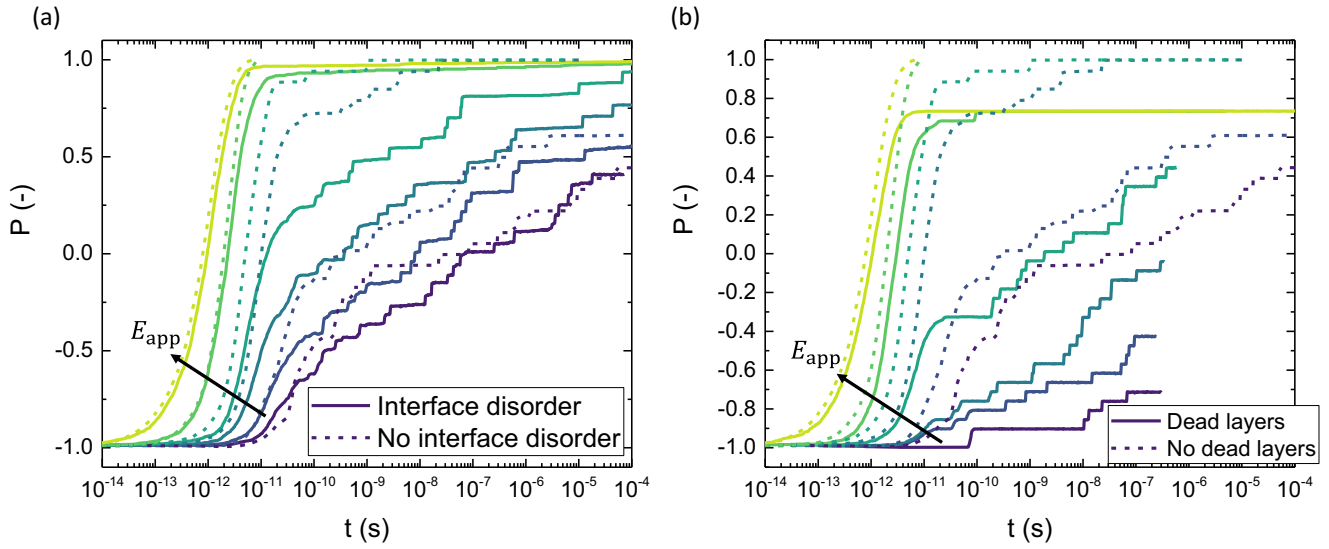 (a)
1.0
0.5
0.0
-0.5
-1.0
P (-)
E_app
Interface disorder
No interface disorder
10^-14 10^-13 10^-12 10^-11 10^-10 10^-9 10^-8 10^-7 10^-6 10^-5 10^-4
t (s)
(b)
1.0
0.8
0.6
0.4
0.2
0.0
-0.2
-0.4
-0.6
-0.8
-1.0
P (-)
E_app
Dead layers
No dead layers
10^-14 10^-13 10^-12 10^-11 10^-10 10^-9 10^-8 10^-7 10^-6 10^-5 10^-4
t (s)